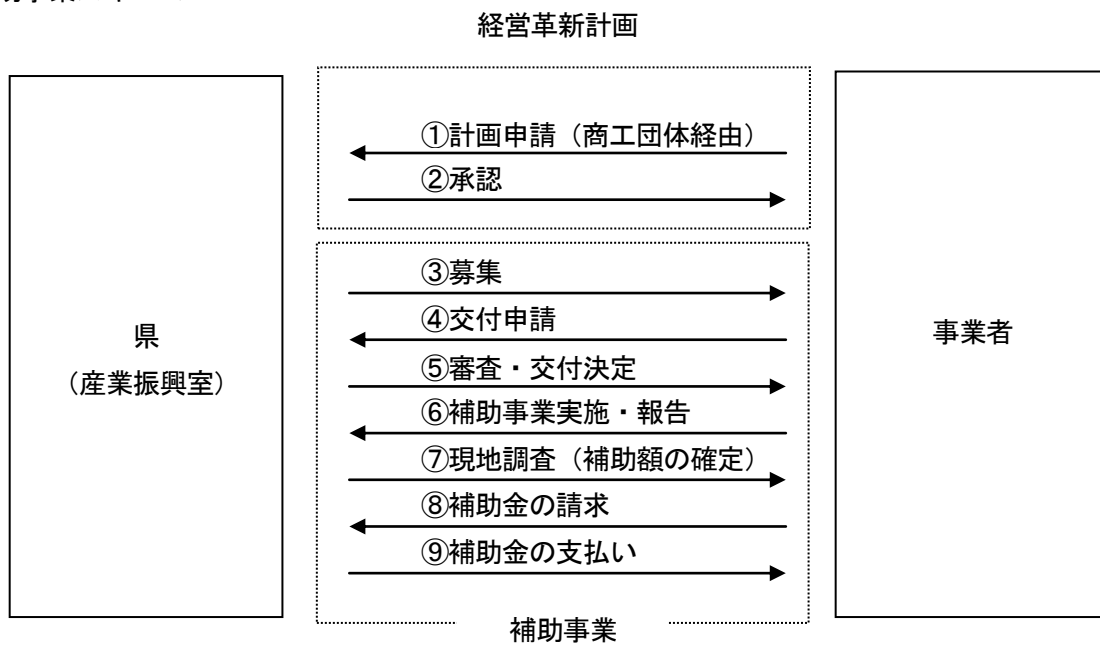 経営革新計画
①計画申請（商工団体経由）
②承認
③募集
④交付申請
⑤審査・交付決定
⑥補助事業実施・報告
⑦現地調査（補助額の確定）
⑧補助金の請求
⑨補助金の支払い
県
（産業振興室）
事業者
補助事業